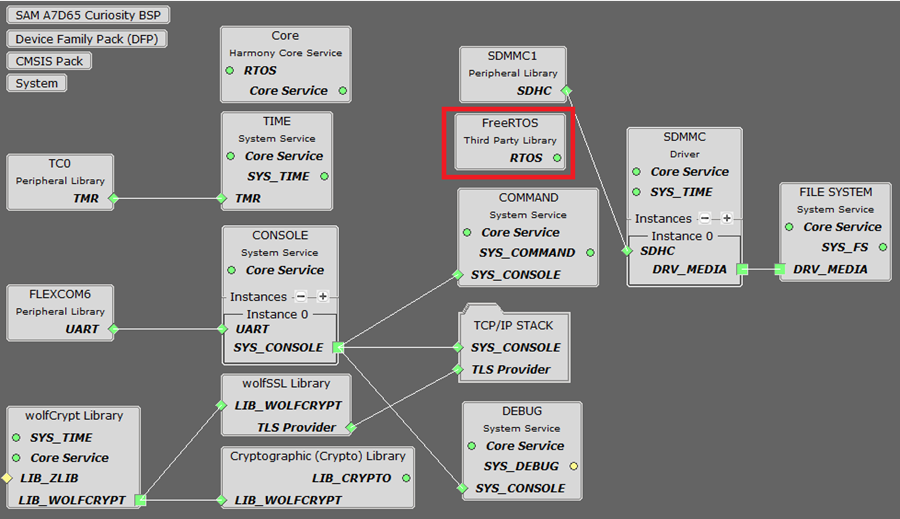 SAM A7D65 Curiosity BSP
Device Family Pack (DFP)
CMSIS Pack
System
Core
Harmony Core Service
RTOS
Core Service
TIME
System Service
Core Service
SYS_TIME
TMR
TC0
Peripheral Library
TMR
CONSOLE
System Service
Core Service
Instances
Instance 0
UART
SYS_CONSOLE
FLEXCOM6
Peripheral Library
UART
wolfSSL Library
LIB_WOLFCRYPT
TLS Provider
wolfCrypt Library
SYS_TIME
Core Service
LIB_ZLIB
LIB_WOLFCRYPT
Cryptographic (Crypto) Library
LIB_CRYPTO
LIB_WOLFCRYPT
SDMMC1
Peripheral Library
SDHC
FreeRTOS
Third Party Library
RTOS
COMMAND
System Service
Core Service
SYS_COMMAND
SYS_CONSOLE
TCP/IP STACK
SYS_CONSOLE
TLS Provider
DEBUG
System Service
Core Service
SYS_DEBUG
SYS_CONSOLE
SDMMC
Driver
Core Service
SYS_TIME
Instances
Instance 0
SDHC
DRV_MEDIA
FILE SYSTEM
System Service
Core Service
SYS_FS
DRV_MEDIA